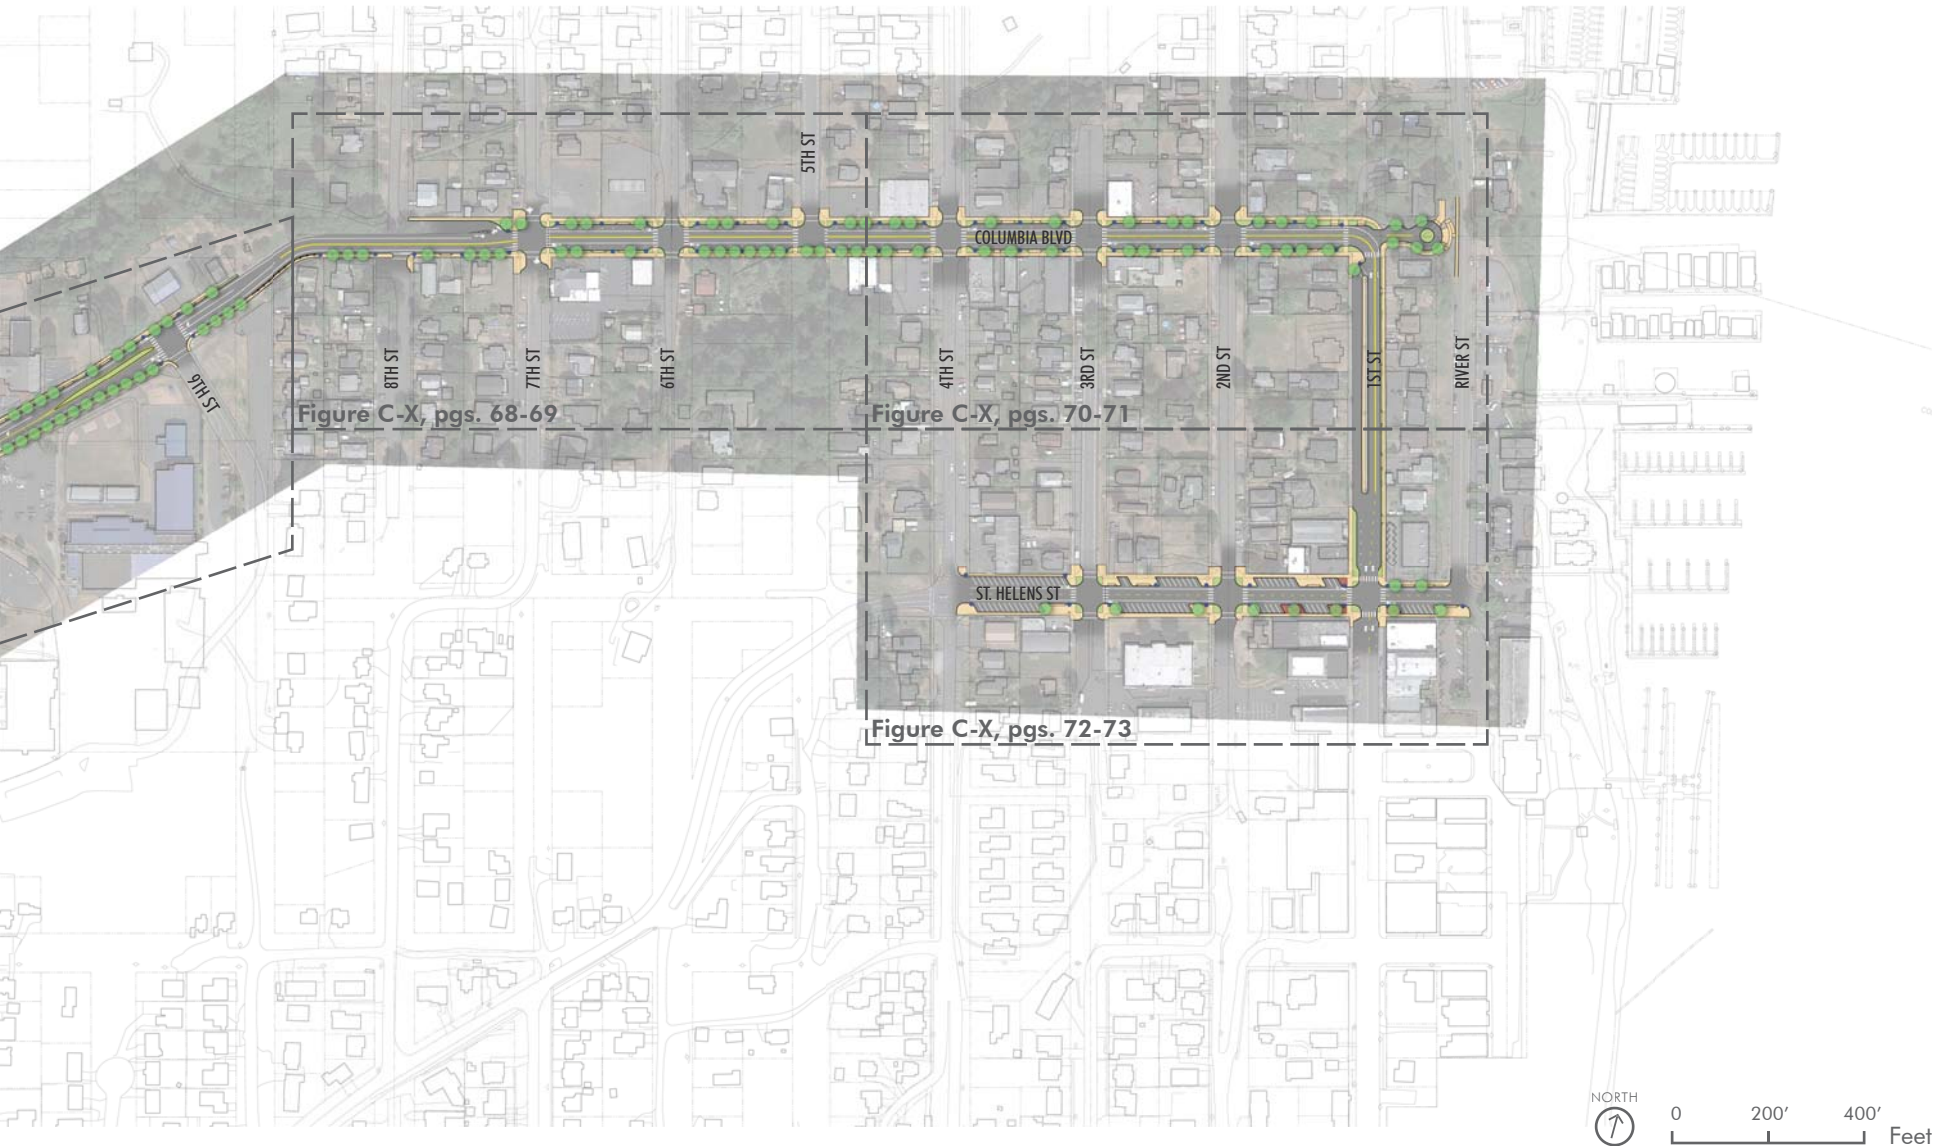 5TH ST
COLUMBIA BLVD
9TH ST
8TH ST
7TH ST
6TH ST
4TH ST
3RD ST
2ND ST
1ST ST
RIVER ST
Figure C-X, pgs. 68-69
Figure C-X, pgs. 70-71
ST. HELENS ST
Figure C-X, pgs. 72-73
NORTH
0 200’ 400’
Feet